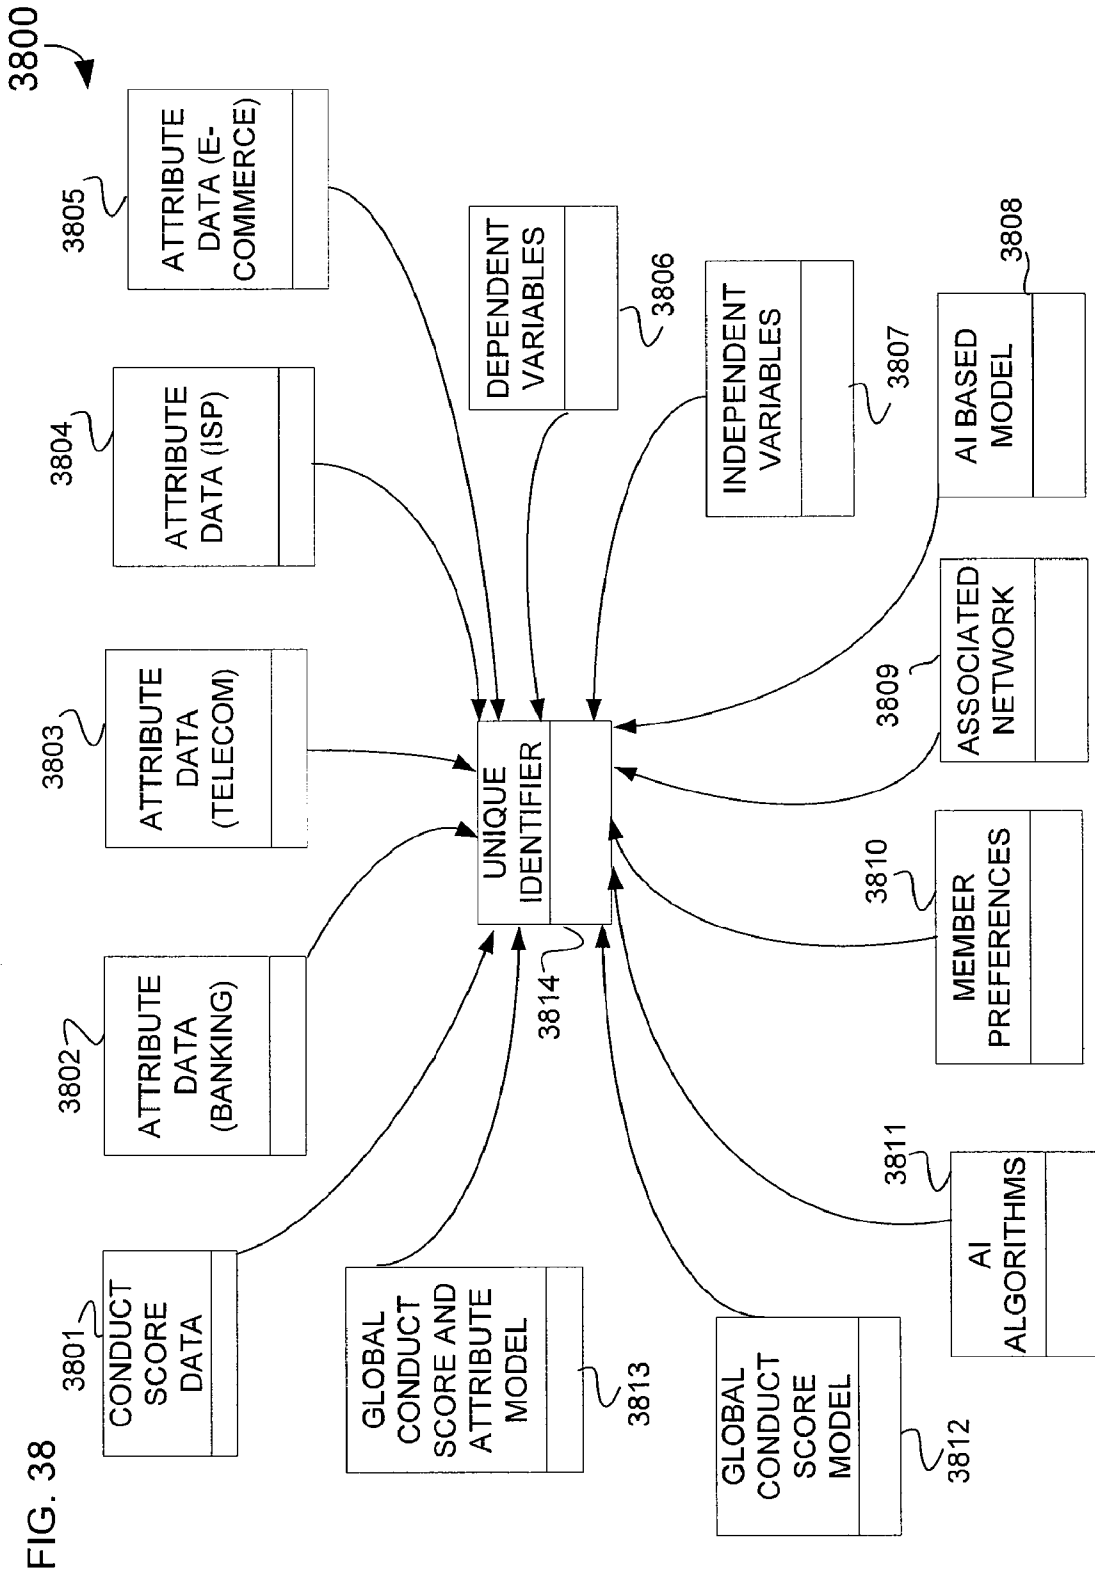 FIG. 38
3800
3801
CONDUCT
SCORE
DATA
3802
ATTRIBUTE
DATA
(BANKING)
3803
ATTRIBUTE
DATA
(TELECOM)
3804
ATTRIBUTE
DATA (ISP)
3805
ATTRIBUTE
DATA (E-
COMMERCE)
DEPENDENT
VARIABLES
3806
INDEPENDENT
VARIABLES
3807
AI BASED
MODEL
3808
3809
ASSOCIATED
NETWORK
3810
MEMBER
PREFERENCES
3811
AI
ALGORITHMS
GLOBAL
CONDUCT
SCORE
MODEL
3812
GLOBAL
CONDUCT
SCORE AND
ATTRIBUTE
MODEL
3813
UNIQUE
IDENTIFIER
3814